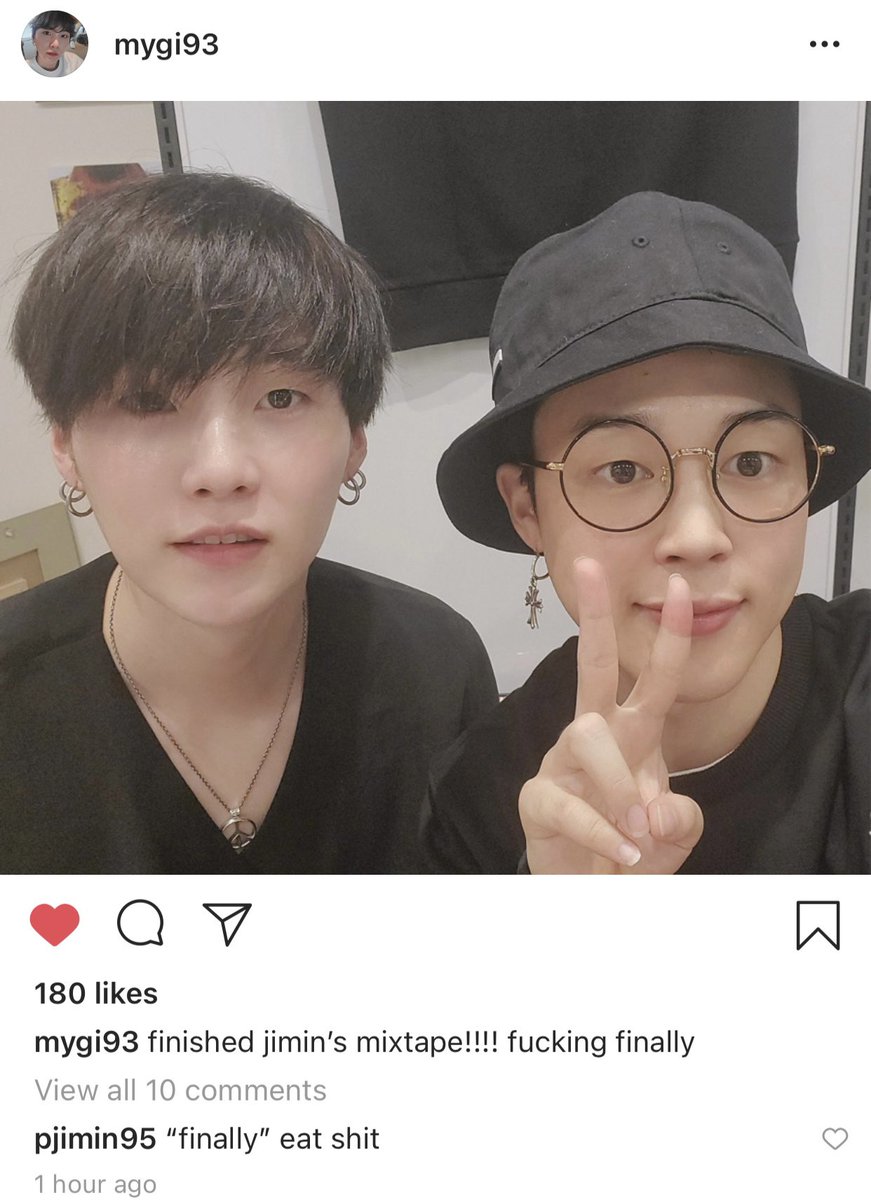 mygi93
180 likes
mygi93 finished jimin’s mixtape!!!! fucking finally
View all 10 comments
pjimin95 “finally” eat shit
1 hour ago